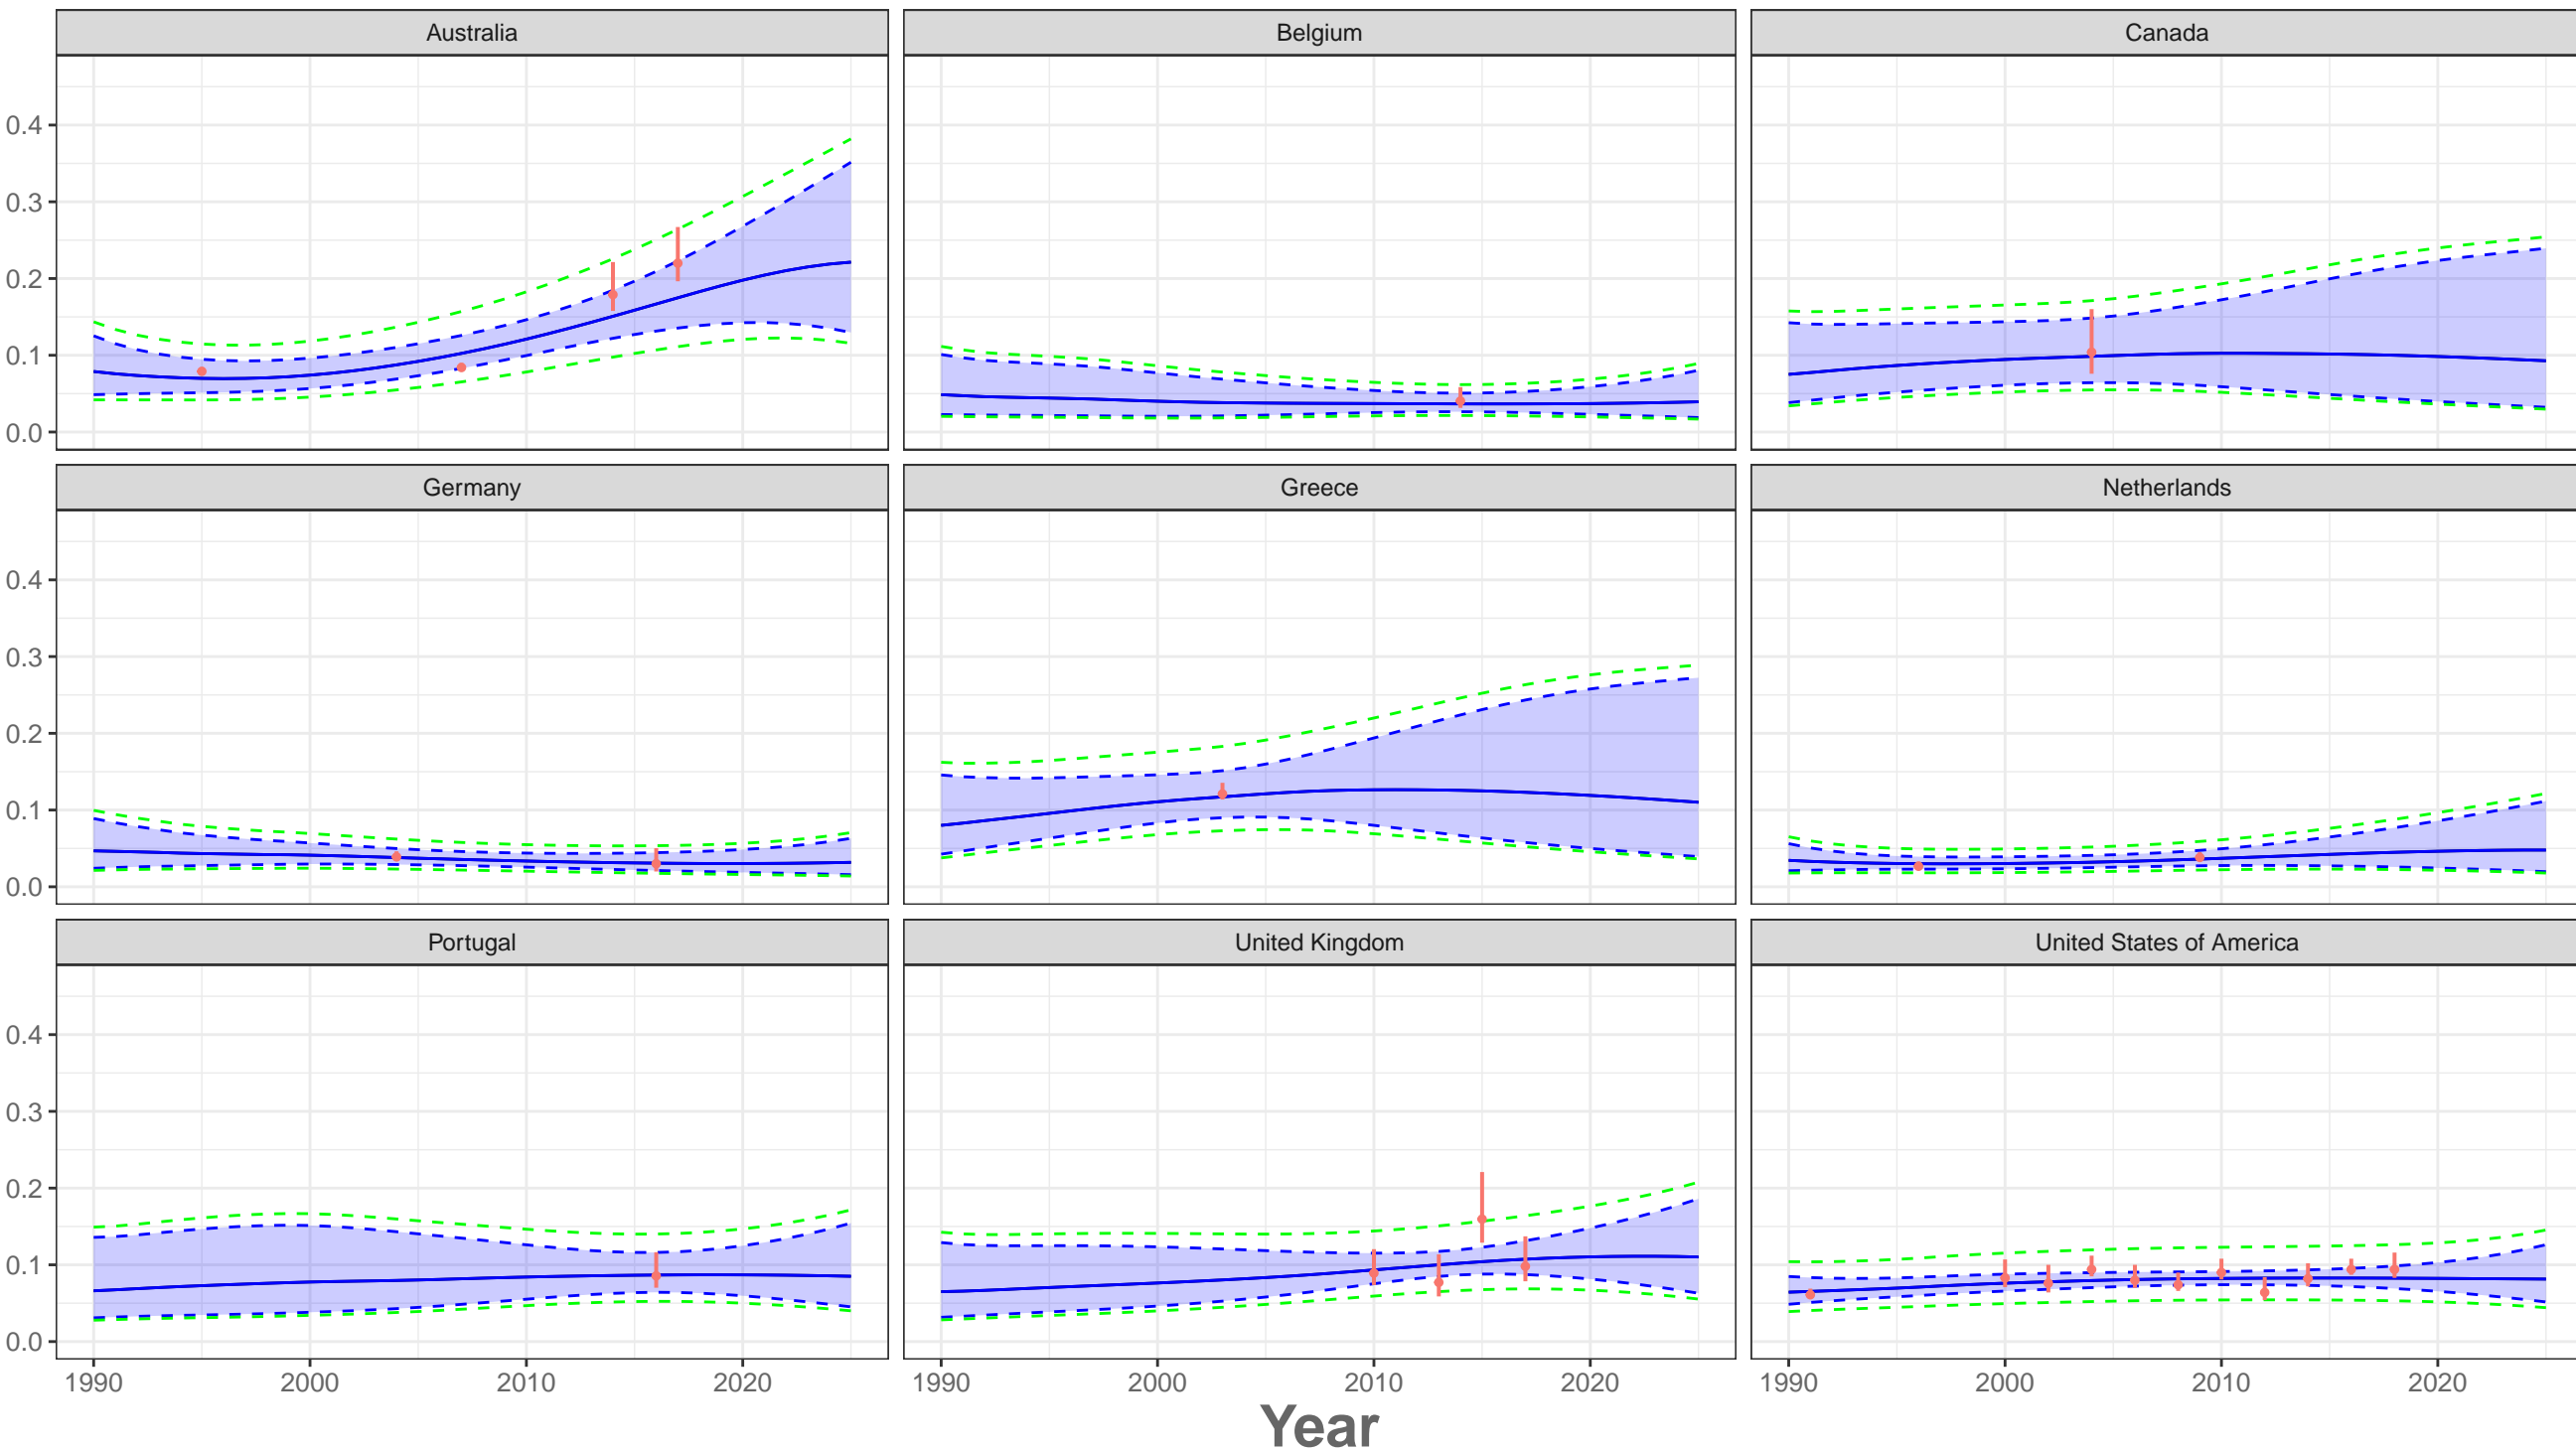 Australia
Belgium
Canada
0.4
0.3
0.2
0.1
0.0
Germany
Greece
Netherlands
0.4
0.3
0.2
0.1
0.0
Portugal
United Kingdom
United States of America
0.4
0.3
0.2
0.1
0.0
1990 2000 2010 2020
1990 2000 2010 2020
1990 2000 2010 2020
Year